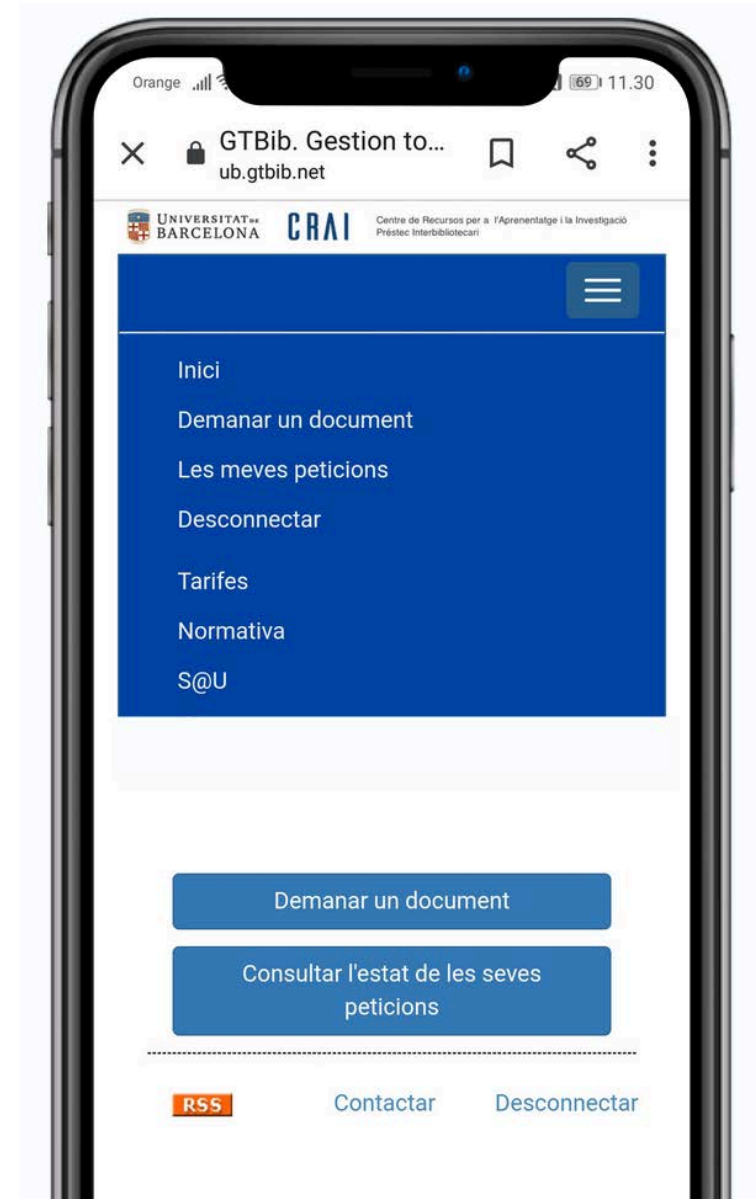 Orange 69 11.30
GTBib. Gestion to...
ub.gtbib.net
UNIVERSITAT DE
BARCELONA
CRAI
Centre de Recursos per a l'Aprenentatge i la Investigació
Préstec Interbibliotecari
Inici
Demanar un document
Les meves peticions
Desconnectar
Tarifes
Normativa
S@U
Demanar un document
Consultar l'estat de les seves
peticions
RSS Contactar Desconnectar